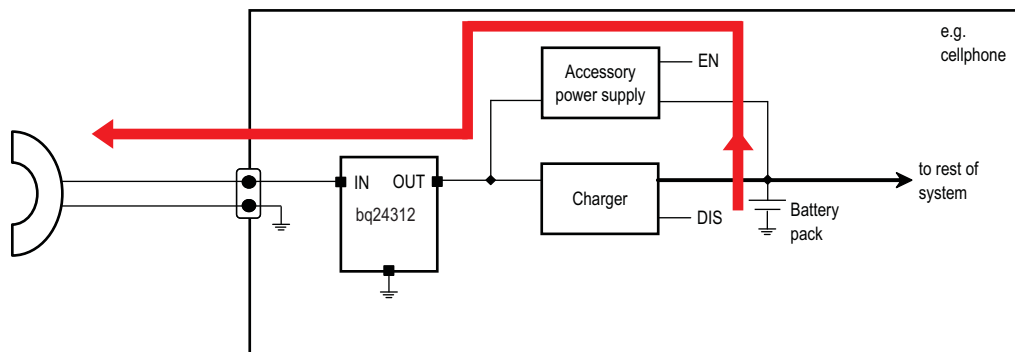 e.g.
cellphone
Accessory
power supply
EN
IN
OUT
bq24312
Charger
DIS
to rest of
system
Battery
pack